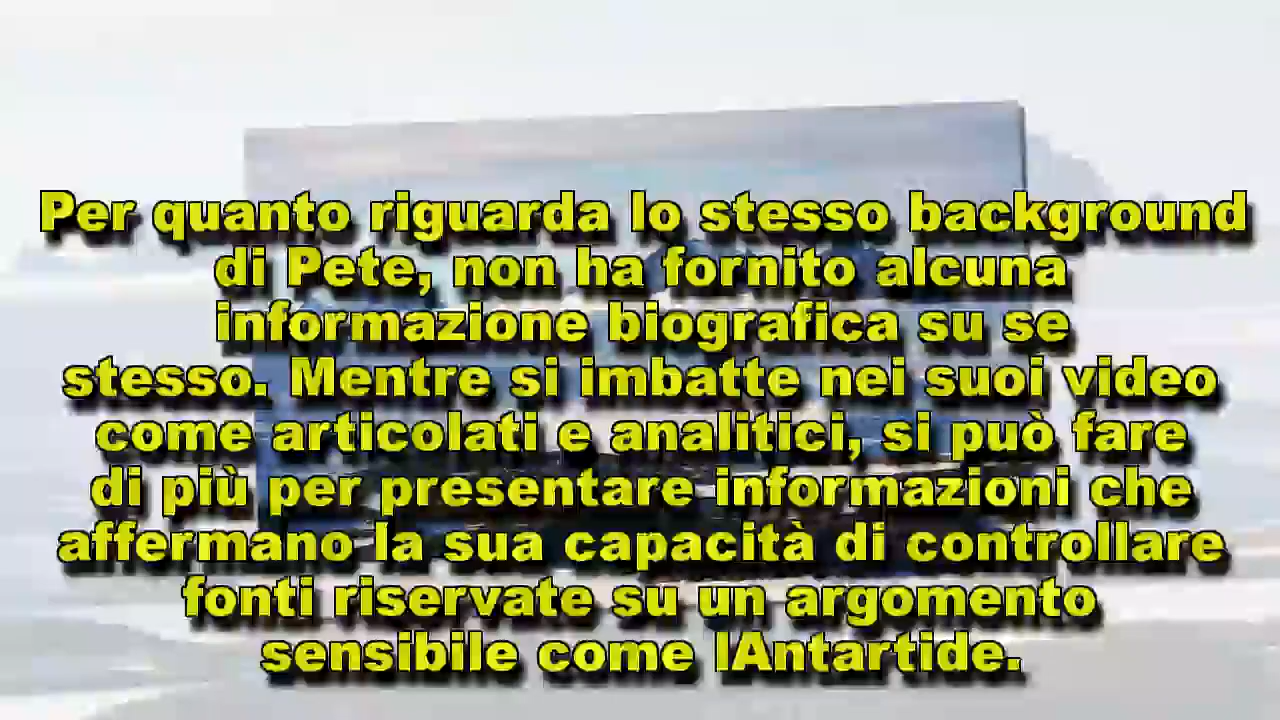 Per quanto riguarda lo stesso background
di Pete, non ha fornito alcuna
informazione biografica su se
stesso. Mentre si imbatte nei suoi video
come articolati e analitici, si può fare
di più per presentare informazioni che
affermano la sua capacità di controllare
fonti riservate su un argomento
sensibile come lAntartide.